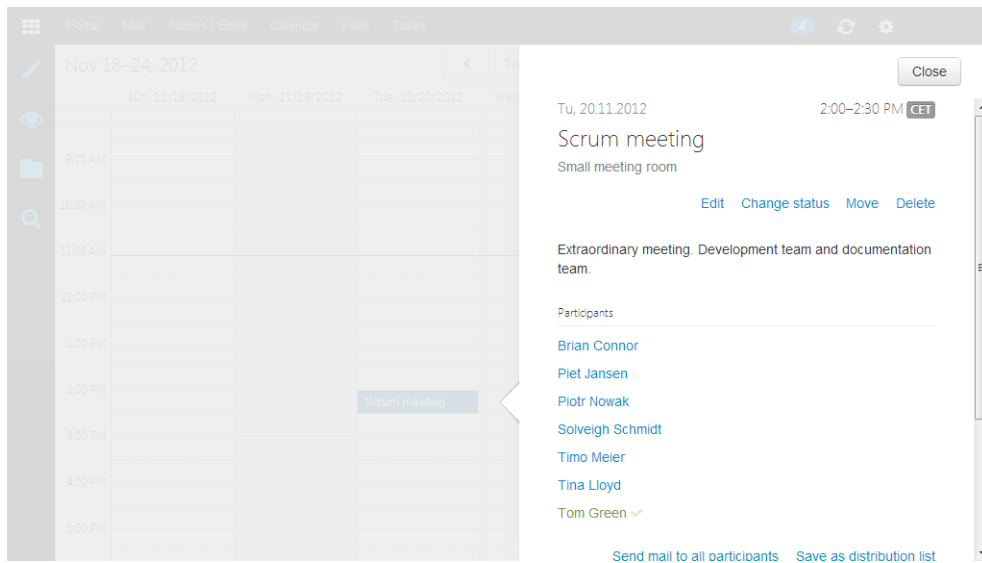 Portal Mail Address Book Calendar Files Tasks 4
Nov 18–24, 2012 To
Sun, 11/18/2012 Mon, 11/19/2012 Tue, 11/20/2012 Wed
9:00 AM
10:00 AM
11:00 AM
12:00 PM
1:00 PM
2:00 PM
Scrum meeting
3:00 PM
4:00 PM
5:00 PM
Close
Tu, 20.11.2012 2:00–2:30 PM CET
Scrum meeting
Small meeting room
Edit Change status Move Delete
Extraordinary meeting. Development team and documentation
team.
Participants
Brian Connor
Piet Jansen
Piotr Nowak
Solveigh Schmidt
Timo Meier
Tina Lloyd
Tom Green
Send mail to all participants Save as distribution list